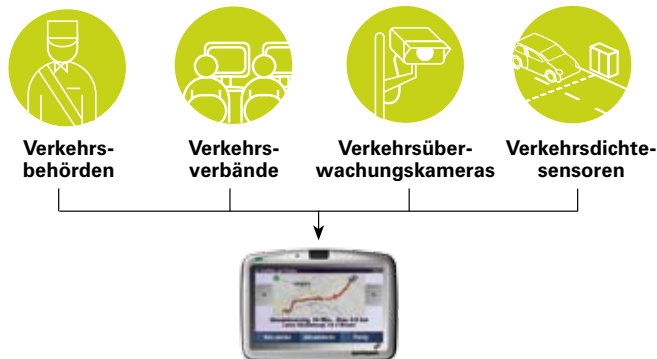 Verkehrs-
behörden
Verkehrs-
verbände
Verkehrsüber-
wachungskameras
Verkehrsdichte-
sensoren